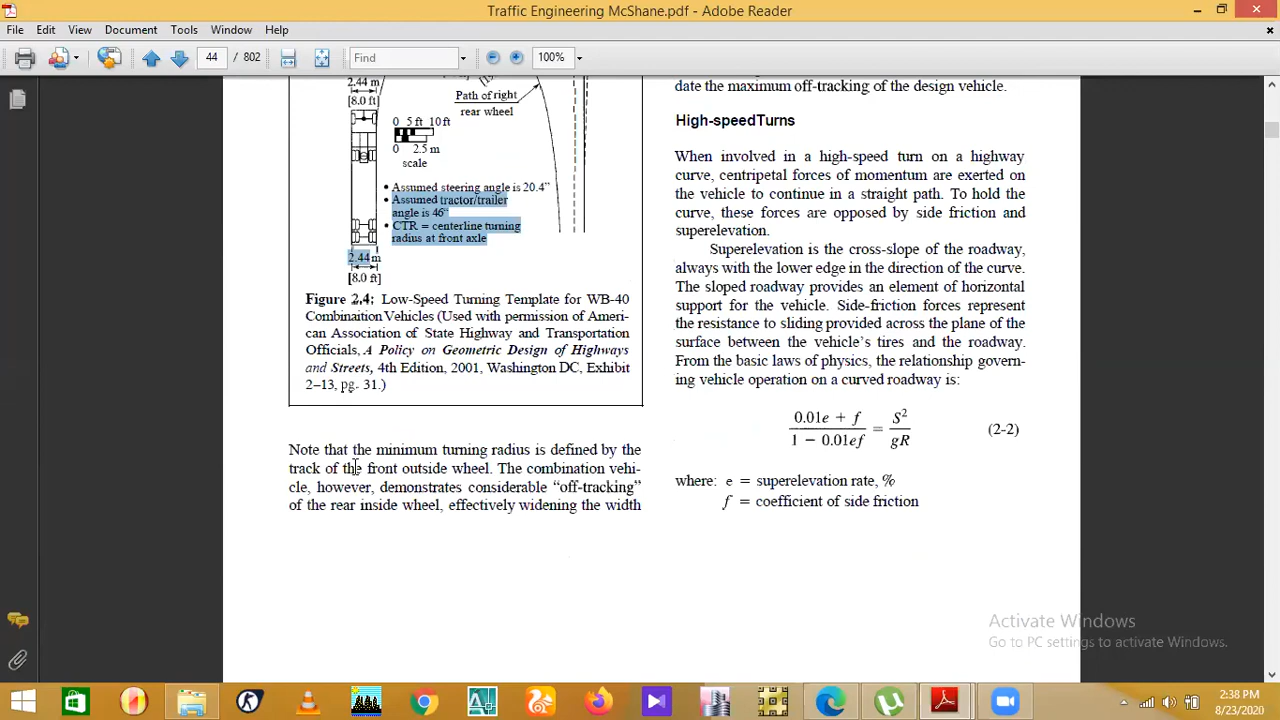 Traffic Engineering McShane.pdf - Adobe Reader
File Edit View Document Tools Window Help
44 / 802 Find 100%
2.44 m
[8.0 ft]
Path of right
rear wheel
0 5 ft 10 ft
0 2.5 m
scale
• Assumed steering angle is 20.4"
• Assumed tractor/trailer
angle is 46"
• CTR = centerline turning
radius at front axle
2.44 m
[8.0 ft]
Figure 2.4: Low-Speed Turning Template for WB-40
Combination Vehicles (Used with permission of Ameri-
can Association of State Highway and Transportation
Officials, A Policy on Geometric Design of Highways
and Streets, 4th Edition, 2001, Washington DC, Exhibit
2–13, pg. 31.)
Note that the minimum turning radius is defined by the
track of the front outside wheel. The combination vehi-
cle, however, demonstrates considerable "off-tracking"
of the rear inside wheel, effectively widening the width
date the maximum off-tracking of the design vehicle.
High-speedTurns
When involved in a high-speed turn on a highway
curve, centripetal forces of momentum are exerted on
the vehicle to continue in a straight path. To hold the
curve, these forces are opposed by side friction and
superelevation.
Superelevation is the cross-slope of the roadway,
always with the lower edge in the direction of the curve.
The sloped roadway provides an element of horizontal
support for the vehicle. Side-friction forces represent
the resistance to sliding provided across the plane of the
surface between the vehicle's tires and the roadway.
From the basic laws of physics, the relationship govern-
ing vehicle operation on a curved roadway is:
0.01e + f / 1 − 0.01ef = S² / gR (2-2)
where: e = superelevation rate, %
f = coefficient of side friction
Activate Windows
Go to PC settings to activate Windows.
2:38 PM
8/23/2020